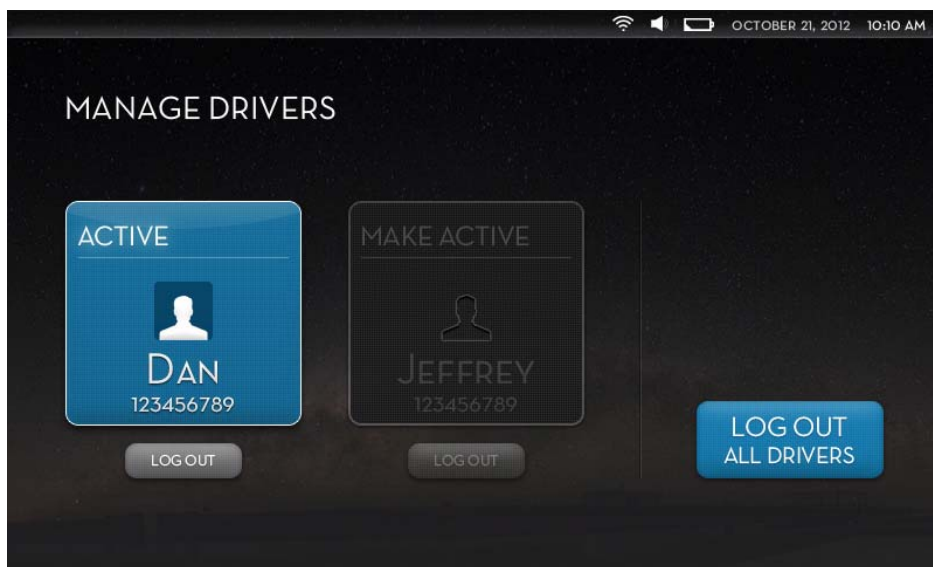 OCTOBER 21, 2012 10:10 AM
MANAGE DRIVERS
ACTIVE
DAN
123456789
LOG OUT
MAKE ACTIVE
JEFFREY
123456789
LOG OUT
LOG OUT
ALL DRIVERS